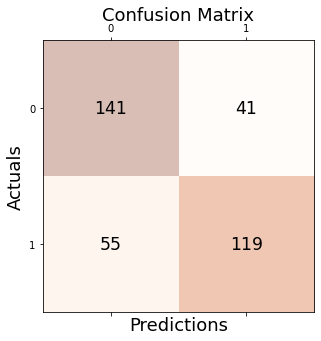 Confusion Matrix
0 1
0 141 41
Actuals
1 55 119
Predictions